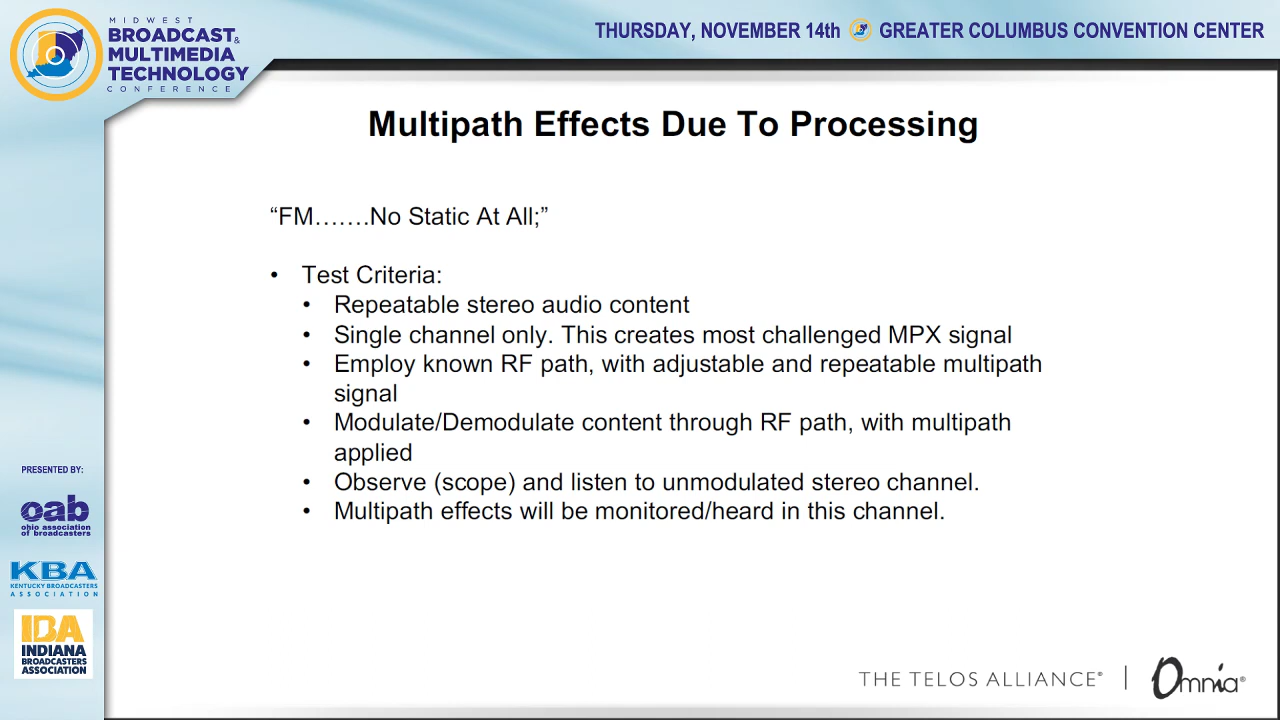 MIDWEST
BROADCAST&
MULTIMEDIA
TECHNOLOGY
CONFERENCE
THURSDAY, NOVEMBER 14th GREATER COLUMBUS CONVENTION CENTER
Multipath Effects Due To Processing
“FM…….No Static At All;”
• Test Criteria:
• Repeatable stereo audio content
• Single channel only. This creates most challenged MPX signal
• Employ known RF path, with adjustable and repeatable multipath
signal
• Modulate/Demodulate content through RF path, with multipath
applied
• Observe (scope) and listen to unmodulated stereo channel.
• Multipath effects will be monitored/heard in this channel.
PRESENTED BY:
oab
ohio association
of broadcasters
KBA
KENTUCKY BROADCASTERS
ASSOCIATION
IBA
INDIANA
BROADCASTERS
ASSOCIATION
THE TELOS ALLIANCE® | Omnia®